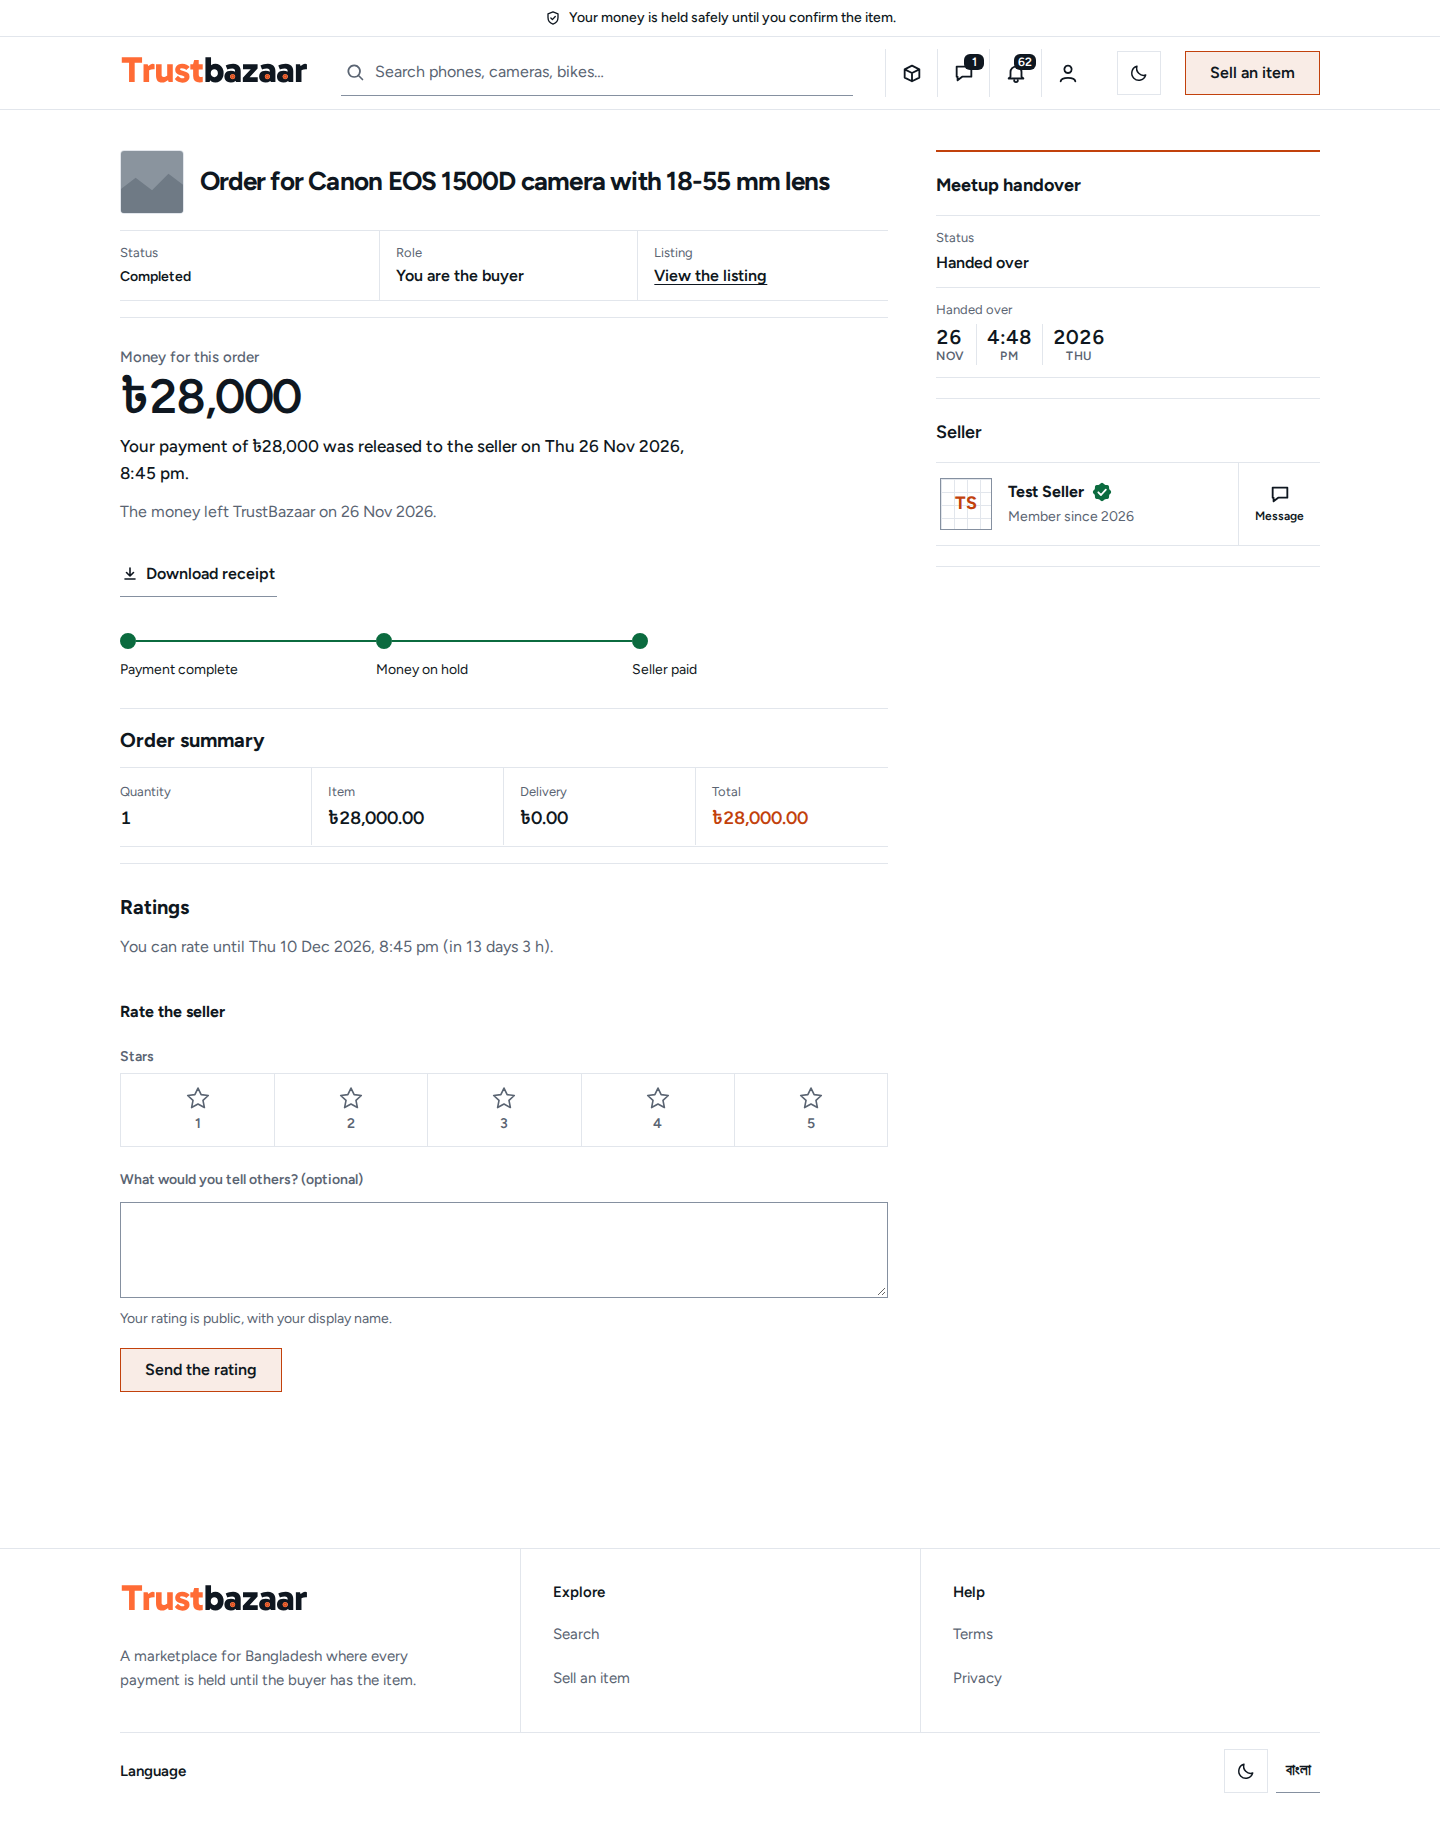 Your money is held safely until you confirm the item.
Trustbazaar
Search phones, cameras, bikes...
1
62
Sell an item
Order for Canon EOS 1500D camera with 18-55 mm lens
Status
Completed
Role
You are the buyer
Listing
View the listing
Money for this order
৳28,000
Your payment of ৳28,000 was released to the seller on Thu 26 Nov 2026,
8:45 pm.
The money left TrustBazaar on 26 Nov 2026.
Download receipt
Payment complete
Money on hold
Seller paid
Order summary
Quantity
1
Item
৳28,000.00
Delivery
৳0.00
Total
৳28,000.00
Ratings
You can rate until Thu 10 Dec 2026, 8:45 pm (in 13 days 3 h).
Rate the seller
Stars
1
2
3
4
5
What would you tell others? (optional)
Your rating is public, with your display name.
Send the rating
Meetup handover
Status
Handed over
Handed over
26 4:48 2026
NOV PM THU
Seller
TS
Test Seller
Member since 2026
Message
Trustbazaar
A marketplace for Bangladesh where every
payment is held until the buyer has the item.
Explore
Search
Sell an item
Help
Terms
Privacy
Language
বাংলা